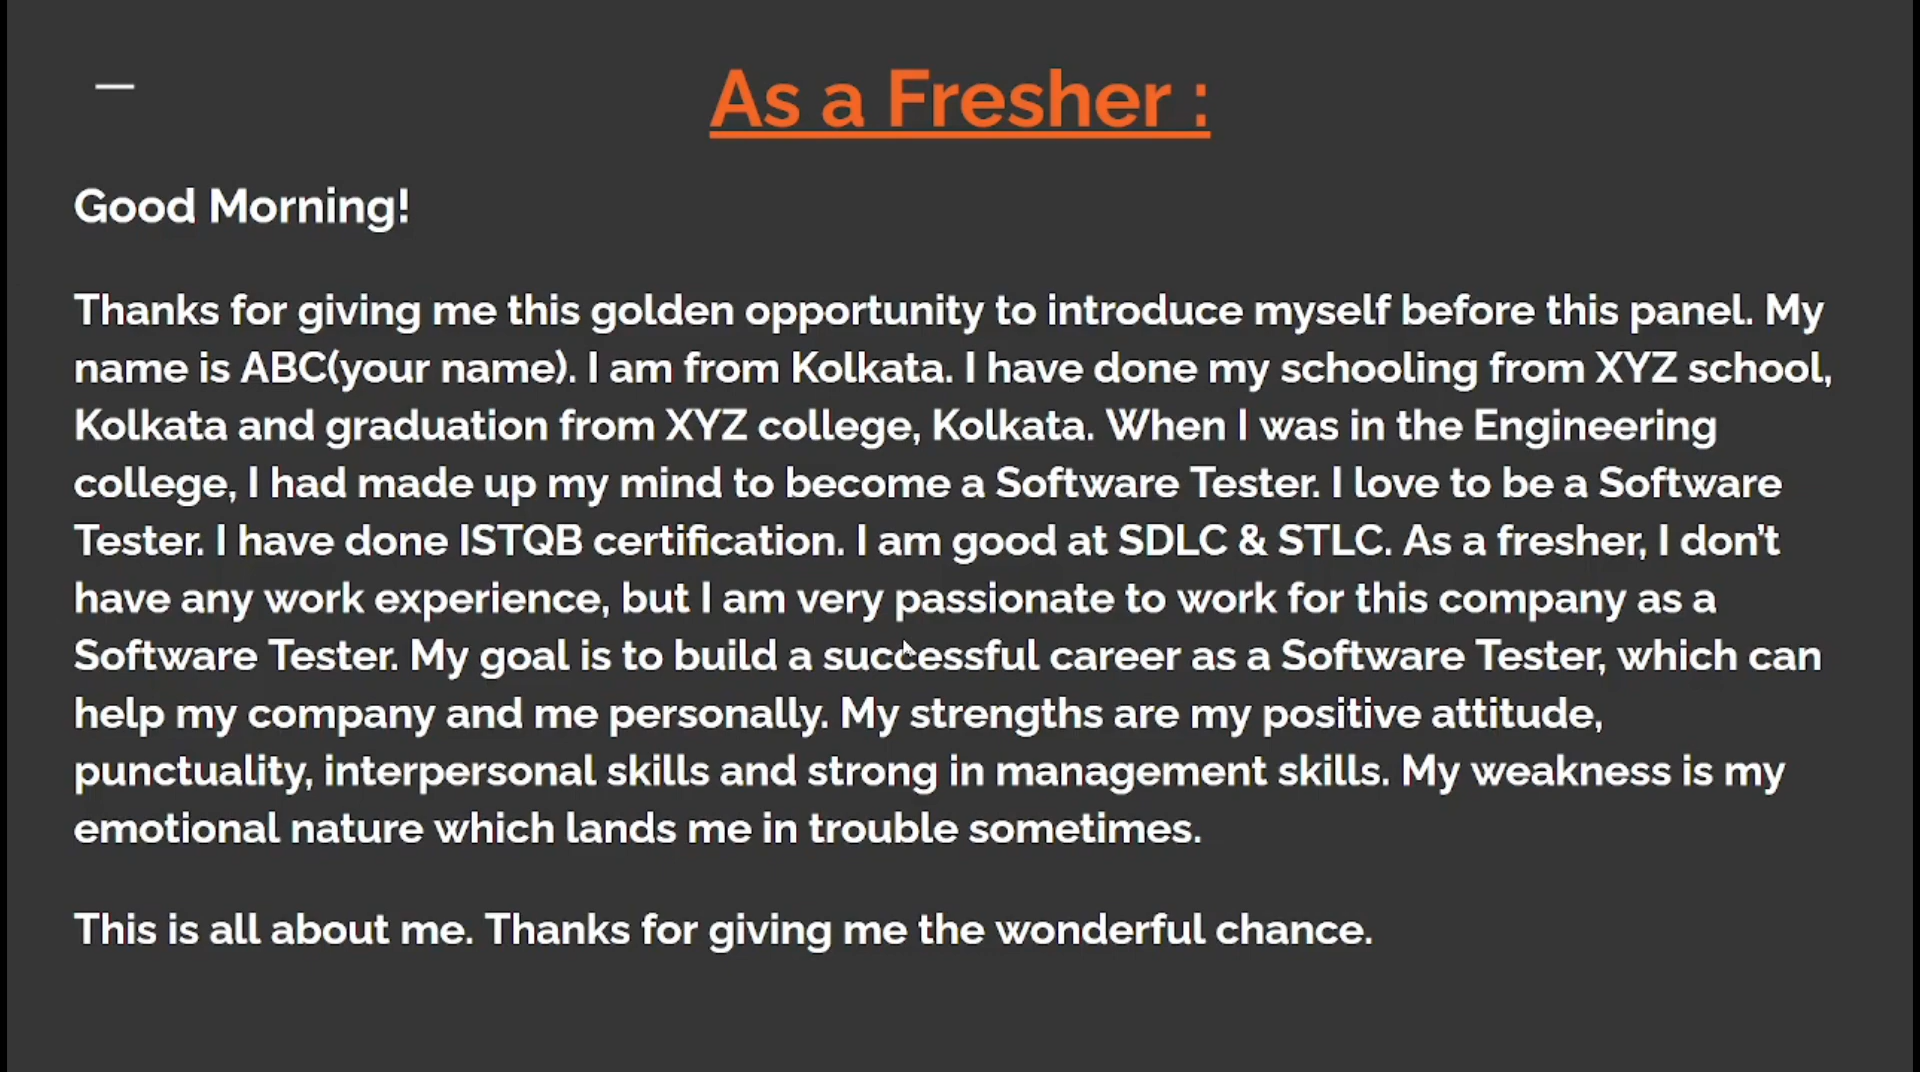 As a Fresher :
Good Morning!
Thanks for giving me this golden opportunity to introduce myself before this panel. My
name is ABC(your name). I am from Kolkata. I have done my schooling from XYZ school,
Kolkata and graduation from XYZ college, Kolkata. When I was in the Engineering
college, I had made up my mind to become a Software Tester. I love to be a Software
Tester. I have done ISTQB certification. I am good at SDLC & STLC. As a fresher, I don’t
have any work experience, but I am very passionate to work for this company as a
Software Tester. My goal is to build a successful career as a Software Tester, which can
help my company and me personally. My strengths are my positive attitude,
punctuality, interpersonal skills and strong in management skills. My weakness is my
emotional nature which lands me in trouble sometimes.
This is all about me. Thanks for giving me the wonderful chance.